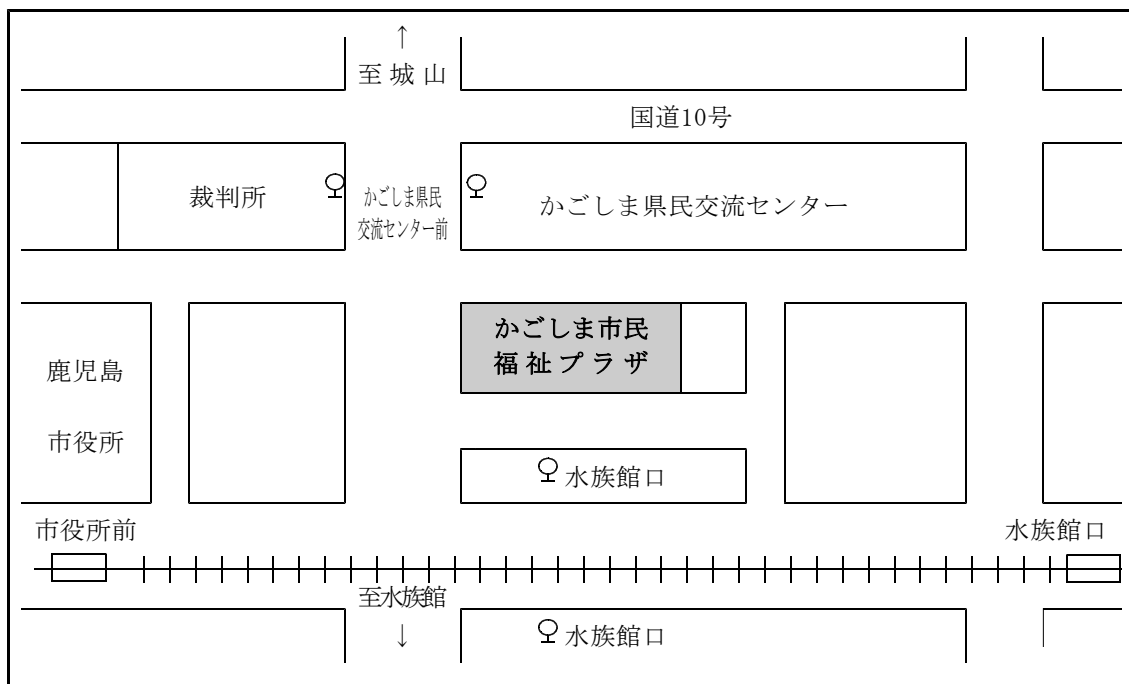 ↑
至城山
国道10号
裁判所
かごしま県民
交流センター前
かごしま県民交流センター
かごしま市民
福祉プラザ
鹿児島
市役所
水族館口
市役所前
水族館口
至水族館
↓
水族館口